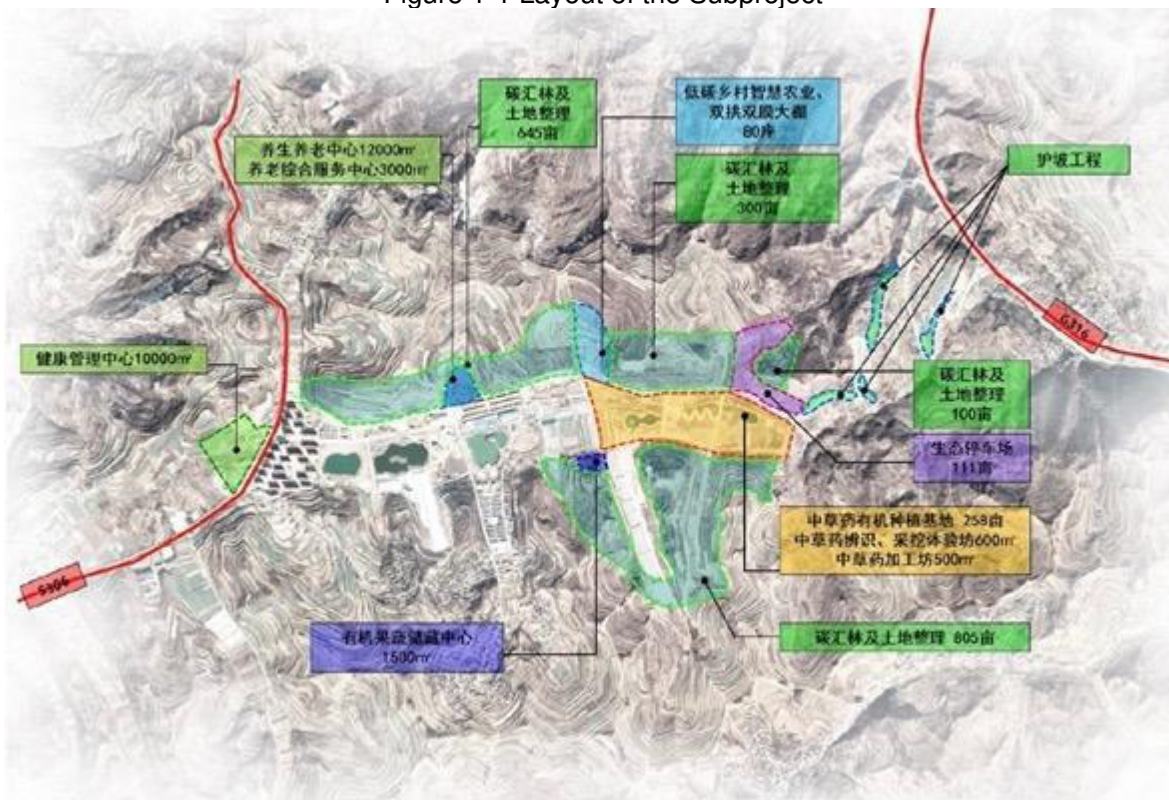 Figure 1-1 Layout of the Subproject
碳汇林及
土地整理
645亩
低碳乡村智慧农业、
双拱双膜大棚
80座
养生养老中心12000㎡
养老综合服务中心3000㎡
碳汇林及
土地整理
300亩
护坡工程
G316
健康管理中心10000㎡
碳汇林及
土地整理
100亩
生态停车场
111亩
中草药有机种植基地 258亩
中草药辨识、采挖体验坊600㎡
中草药加工坊500㎡
S306
有机果蔬储藏中心
1500㎡
碳汇林及土地整理 805亩